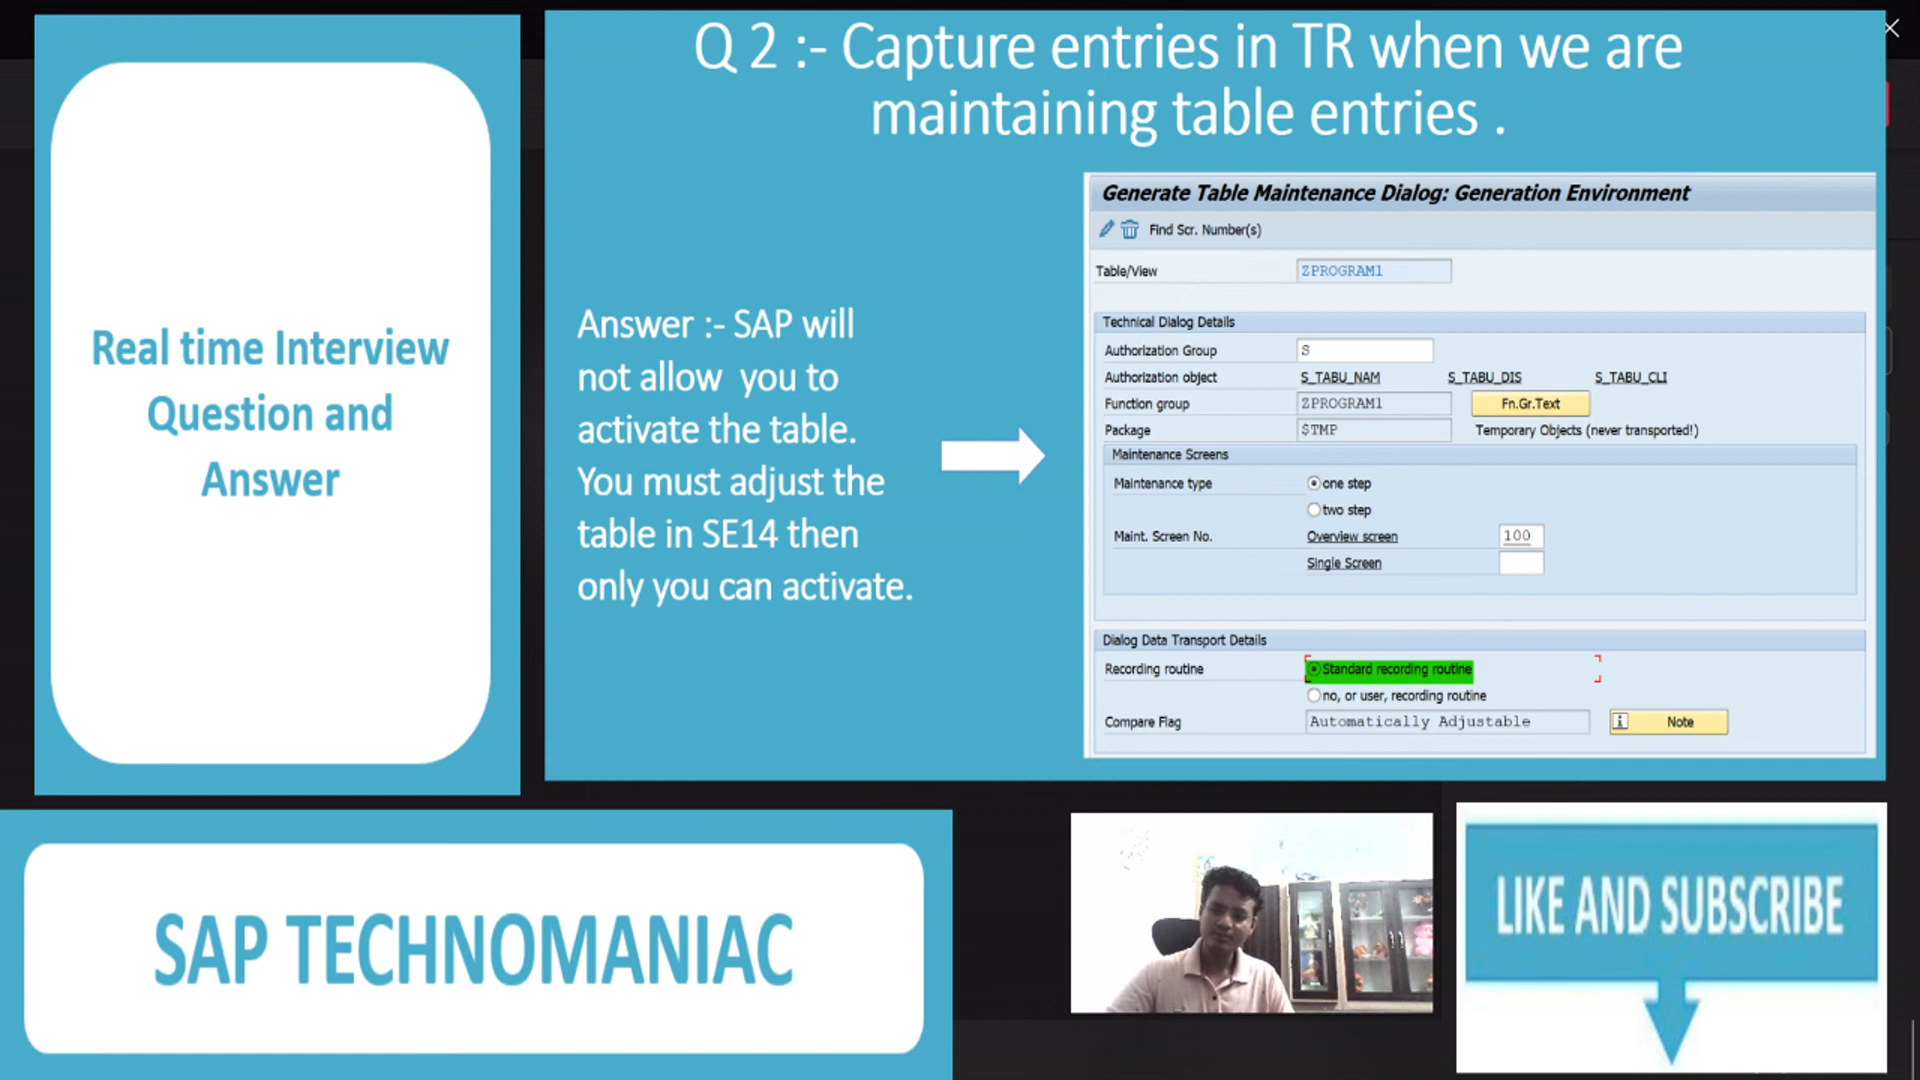 Q 2 :- Capture entries in TR when we are
maintaining table entries .
Real time Interview
Question and
Answer
Answer :- SAP will
not allow you to
activate the table.
You must adjust the
table in SE14 then
only you can activate.
Generate Table Maintenance Dialog: Generation Environment
Find Scr. Number(s)
Table/View ZPROGRAM1
Technical Dialog Details
Authorization Group S
Authorization object S_TABU_NAM S_TABU_DIS S_TABU_CLI
Function group ZPROGRAM1 Fn.Gr.Text
Package $TMP Temporary Objects (never transported!)
Maintenance Screens
Maintenance type one step
two step
Maint. Screen No. Overview screen 100
Single Screen
Dialog Data Transport Details
Recording routine Standard recording routine
no, or user, recording routine
Compare Flag Automatically Adjustable Note
SAP TECHNOMANIAC
LIKE AND SUBSCRIBE